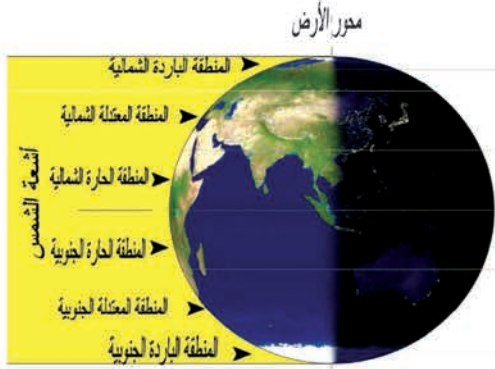 محور الأرض
المنطقة الباردة الشمالية
المنطقة المعتدلة الشمالية
المنطقة الحارة الشمالية
أشعة الشمس
المنطقة الحارة الجنوبية
المنطقة المعتدلة الجنوبية
المنطقة الباردة الجنوبية